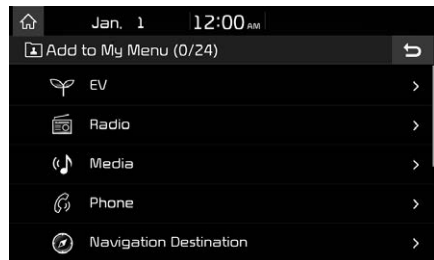 Jan. 1 12:00 AM
Add to My Menu (0/24)
EV
Radio
Media
Phone
Navigation Destination